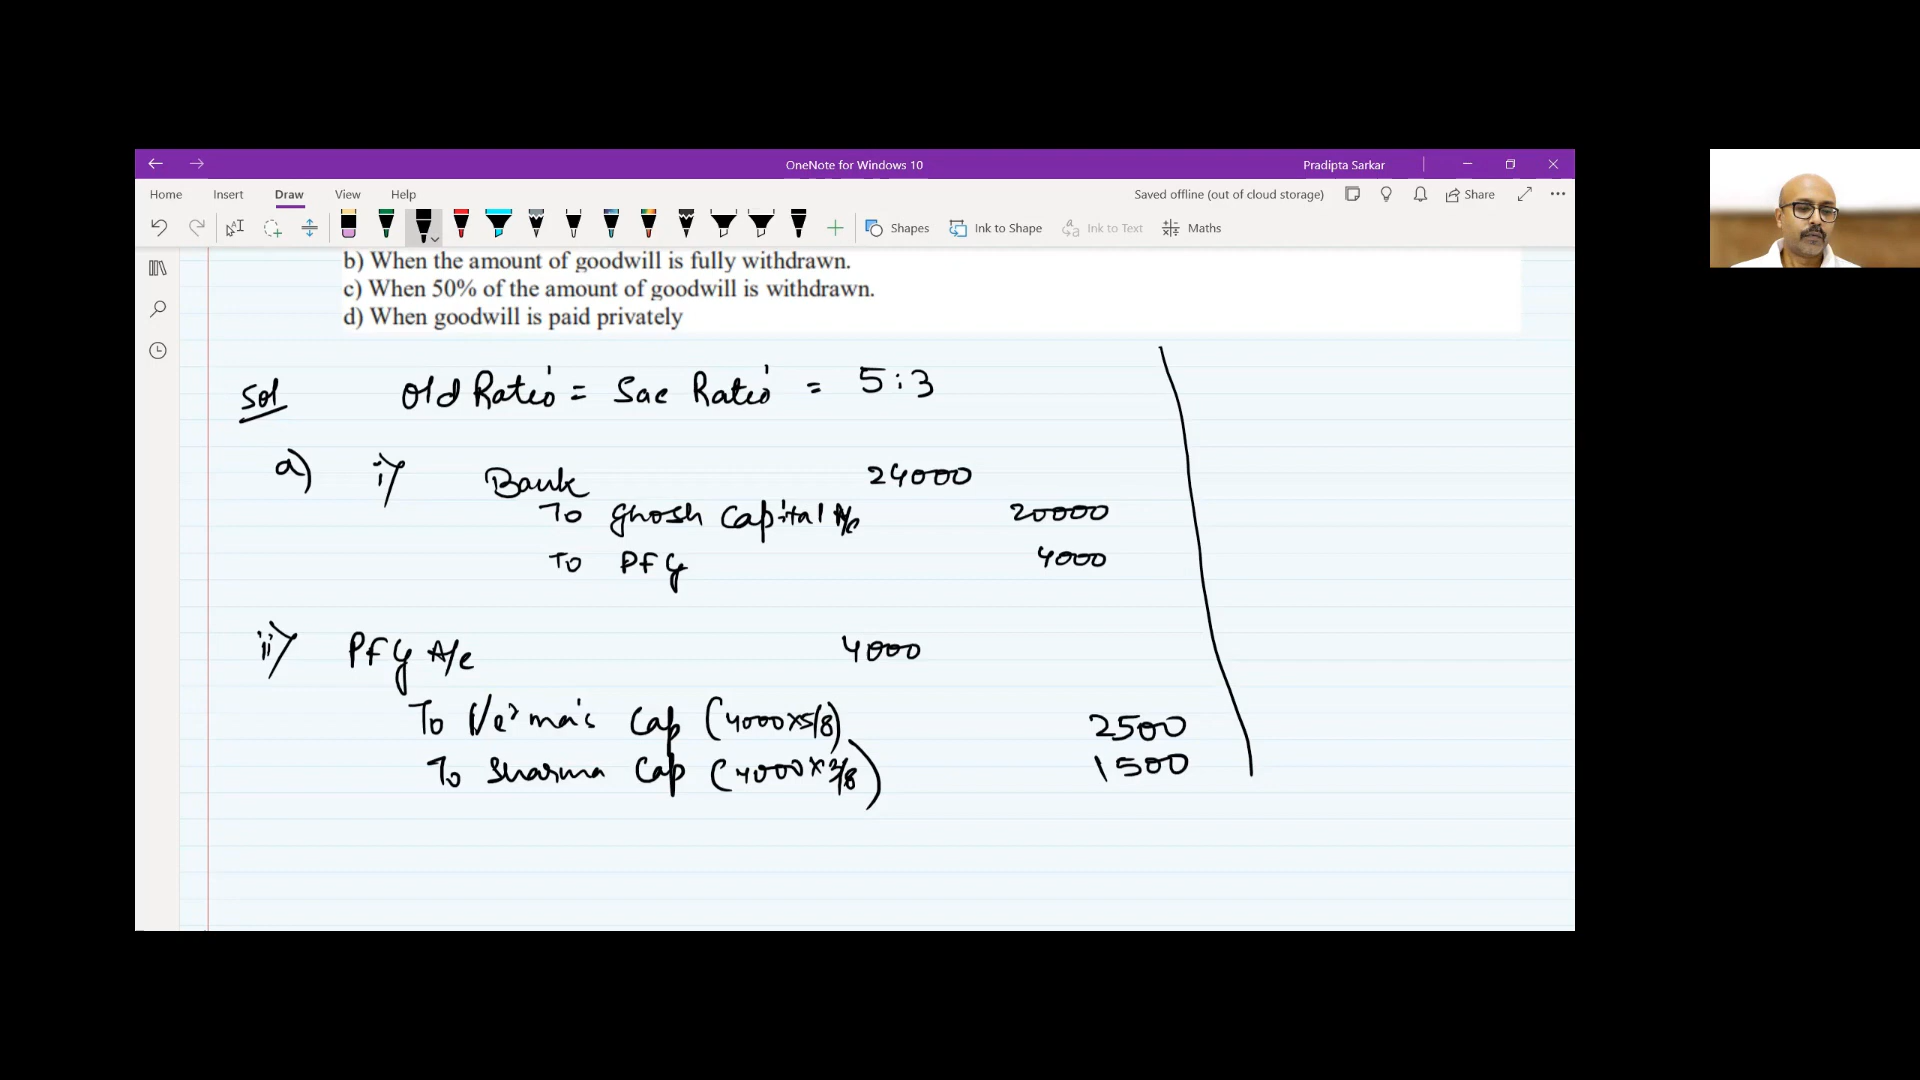 OneNote for Windows 10
Pradipta Sarkar
Home Insert Draw View Help
Saved offline (out of cloud storage)
Share
Shapes Ink to Shape Ink to Text Maths
b) When the amount of goodwill is fully withdrawn.
c) When 50% of the amount of goodwill is withdrawn.
d) When goodwill is paid privately
Sol Old Ratio = Sac Ratio = 5:3
a) i) Bank 24000
To Ghosh Capital A/c 20000
To PFG 4000
ii) PFG A/c 4000
To Verma's Cap (4000×5/8) 2500
To Sharma Cap (4000×3/8) 1500